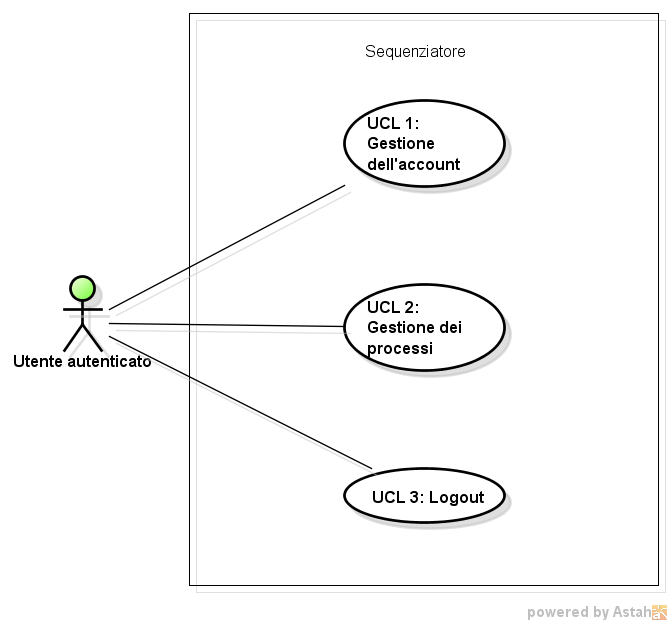 Sequenziatore
UCL 1:
Gestione
dell'account
UCL 2:
Gestione dei
processi
Utente autenticato
UCL 3: Logout
powered by Astah